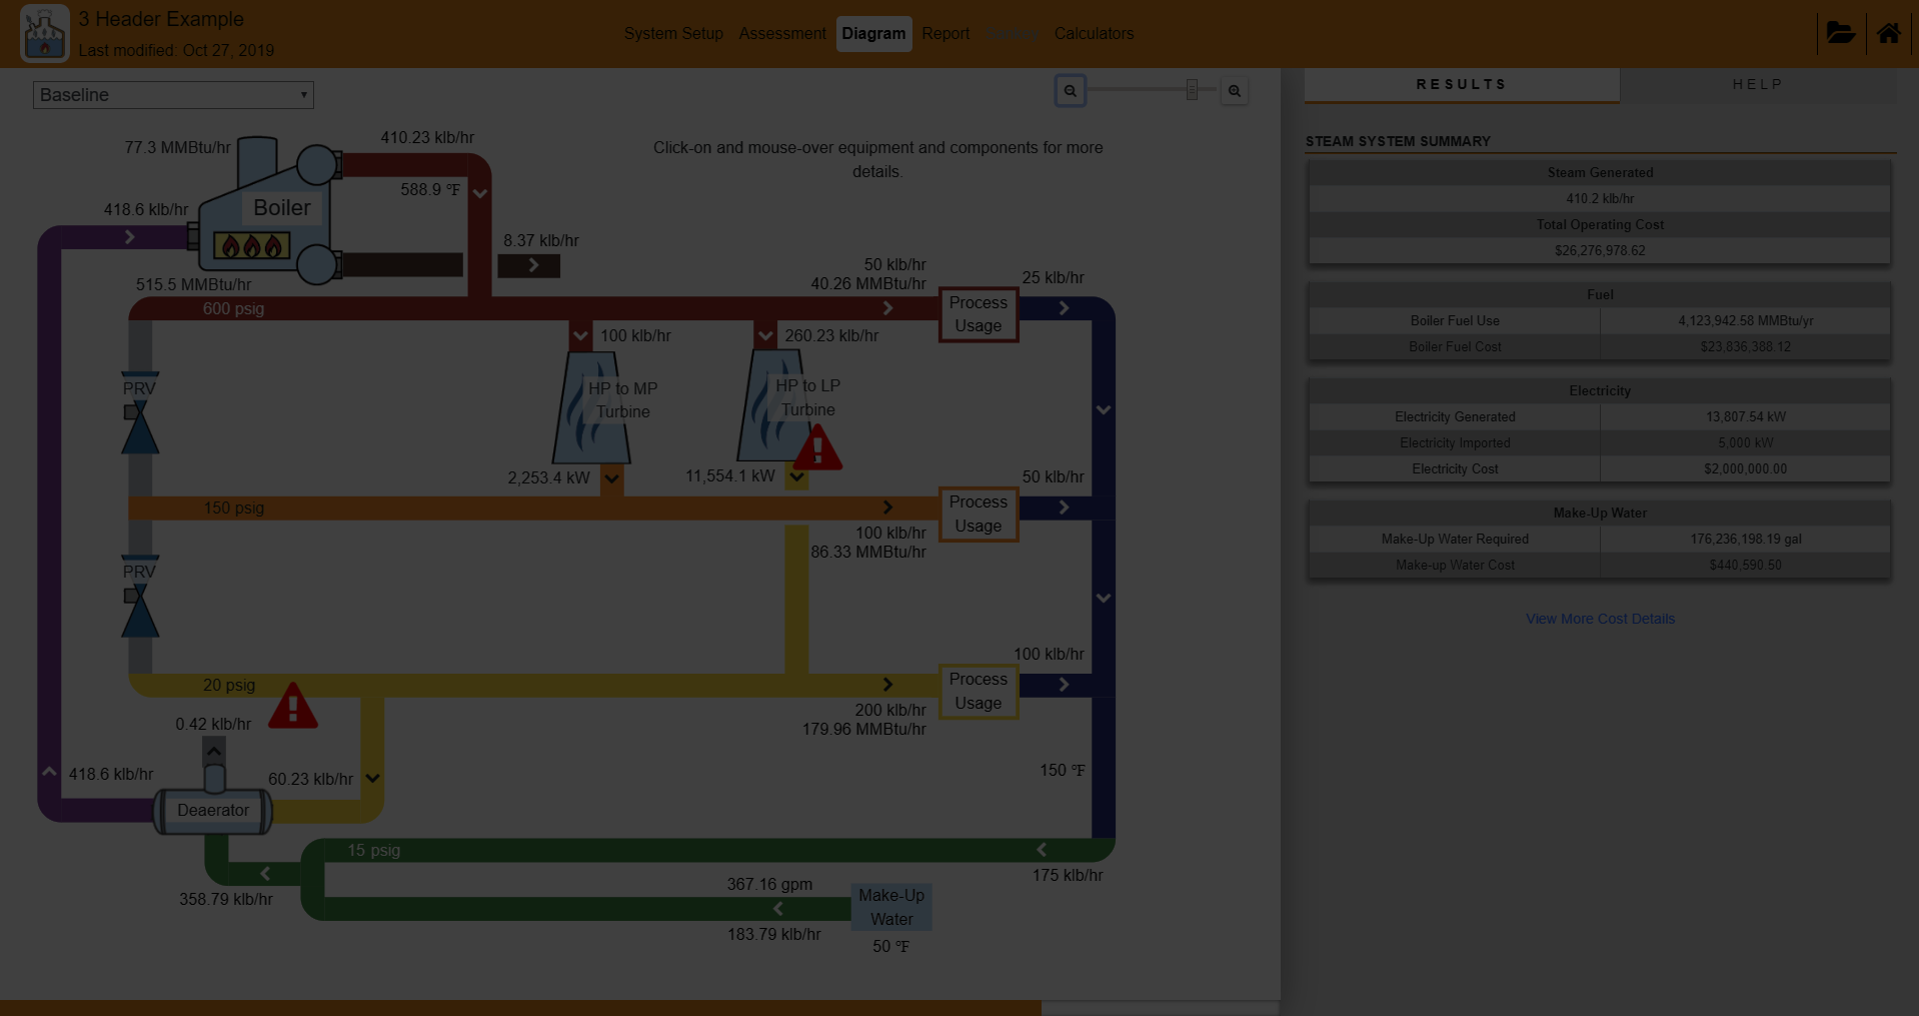 3 Header Example
Last modified: Oct 27, 2019
System Setup Assessment Diagram Report Calculators
Baseline
Click-on and mouse-over equipment and components for more
details.
77.3 MMBtu/hr
410.23 klb/hr
588.9 °F
418.6 klb/hr
Boiler
8.37 klb/hr
515.5 MMBtu/hr
600 psig
50 klb/hr
40.26 MMBtu/hr
Process
Usage
25 klb/hr
100 klb/hr
260.23 klb/hr
PRV
HP to MP
Turbine
HP to LP
Turbine
2,253.4 kW
11,554.1 kW
50 klb/hr
150 psig
Process
Usage
100 klb/hr
86.33 MMBtu/hr
PRV
100 klb/hr
20 psig
Process
Usage
200 klb/hr
179.96 MMBtu/hr
0.42 klb/hr
418.6 klb/hr
60.23 klb/hr
150 °F
Deaerator
15 psig
175 klb/hr
358.79 klb/hr
367.16 gpm
Make-Up
Water
183.79 klb/hr
50 °F
RESULTS HELP
STEAM SYSTEM SUMMARY
Steam Generated
410.2 klb/hr
Total Operating Cost
$26,276,978.62
Fuel
Boiler Fuel Use 4,123,942.58 MMBtu/yr
Boiler Fuel Cost $23,836,388.12
Electricity
Electricity Generated 13,807.54 kW
Electricity Imported 5,000 kW
Electricity Cost $2,000,000.00
Make-Up Water
Make-Up Water Required 176,236,198.19 gal
Make-up Water Cost $440,590.50
View More Cost Details